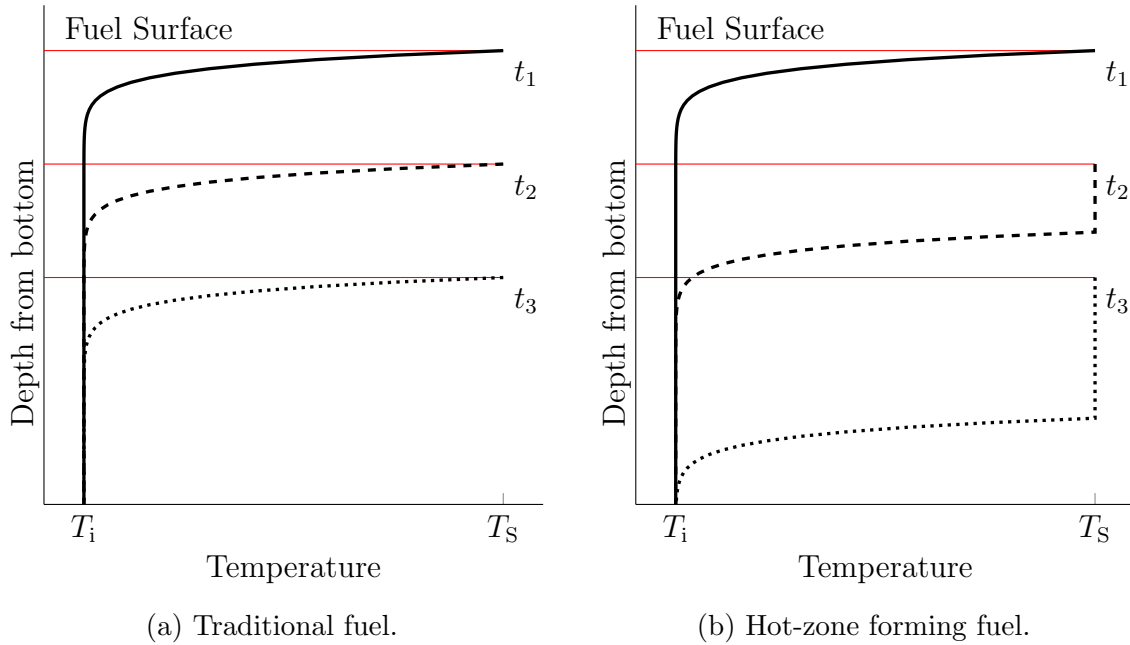 Fuel Surface
t1
t2
t3
Depth from bottom
Ti
TS
Temperature
(a) Traditional fuel.
Fuel Surface
t1
t2
t3
Depth from bottom
Ti
TS
Temperature
(b) Hot-zone forming fuel.